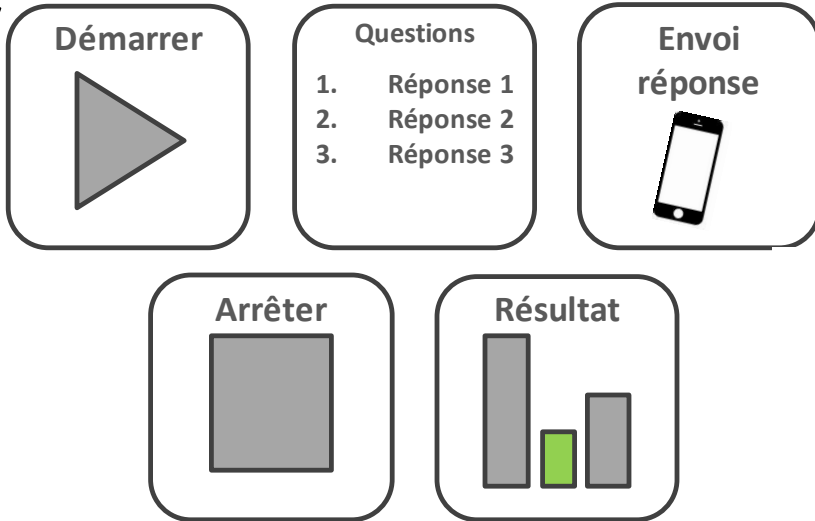 Démarrer
Questions
1. Réponse 1
2. Réponse 2
3. Réponse 3
Envoi
réponse
Arrêter
Résultat